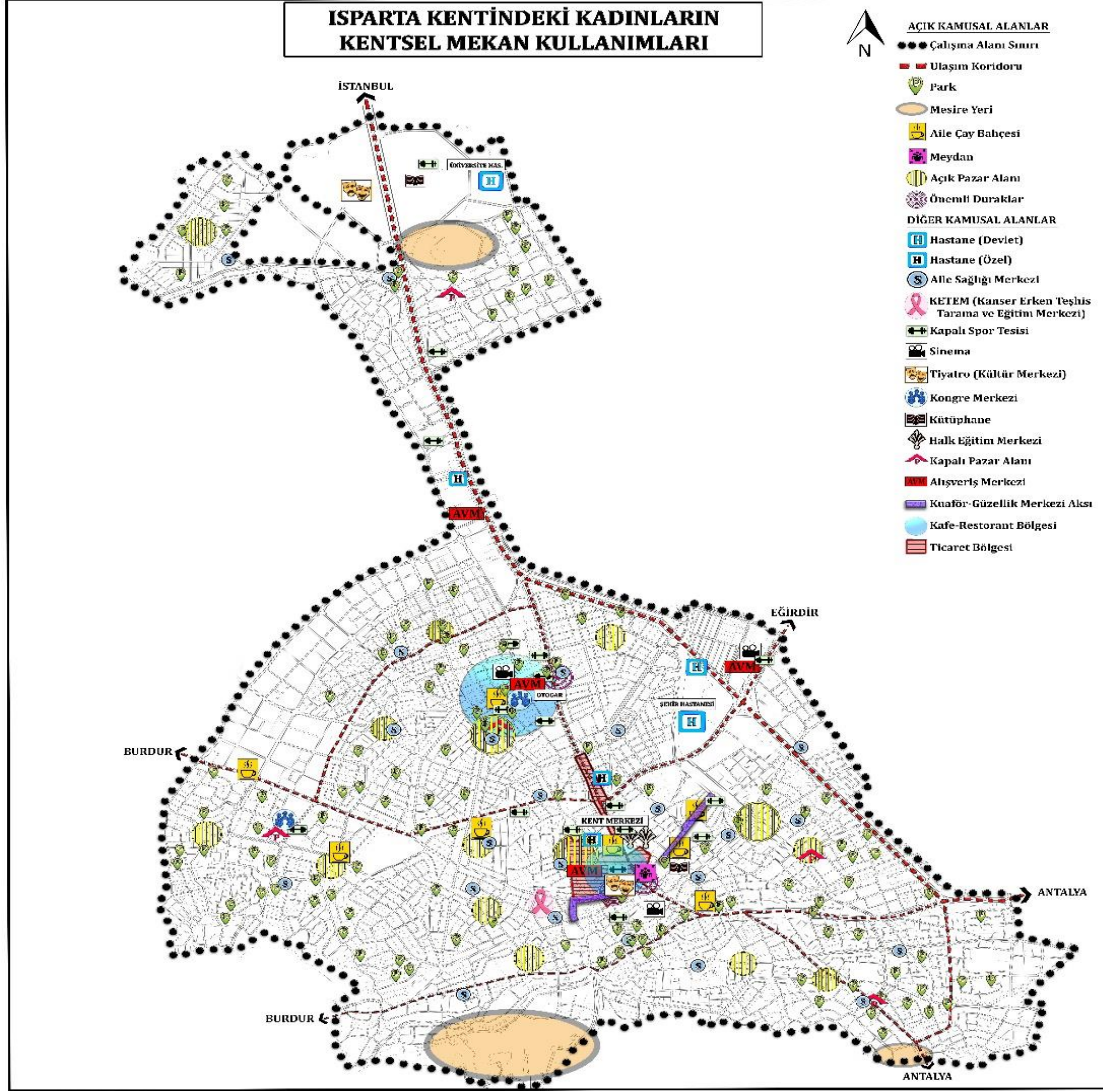 ISPARTA KENTİNDEKİ KADINLARIN
KENTSEL MEKAN KULLANIMLARI
N
AÇIK KAMUSAL ALANLAR
Çalışma Alanı Sınırı
Ulaşım Koridoru
Park
Mesire Yeri
Aile Çay Bahçesi
Meydan
Açık Pazar Alanı
Önemli Duraklar
DİĞER KAMUSAL ALANLAR
H Hastane (Devlet)
H Hastane (Özel)
S Aile Sağlığı Merkezi
KETEM (Kanser Erken Teşhis
Tarama ve Eğitim Merkezi)
Kapalı Spor Tesisi
Sinema
Tiyatro (Kültür Merkezi)
Kongre Merkezi
Kütüphane
Halk Eğitim Merkezi
P Kapalı Pazar Alanı
AVM Alışveriş Merkezi
Kuaför-Güzellik Merkezi Aksı
Kafe-Restorant Bölgesi
Ticaret Bölgesi
İSTANBUL
ÜNİVERSİTE HAS.
H
S
S
P
H
AVM
EĞİRDİR
AVM
H
AVM
OTOGAR
ŞEHİR HASTANESİ
H
BURDUR
H
KENT MERKEZİ
H
P
P
AVM
ANTALYA
BURDUR
ANTALYA